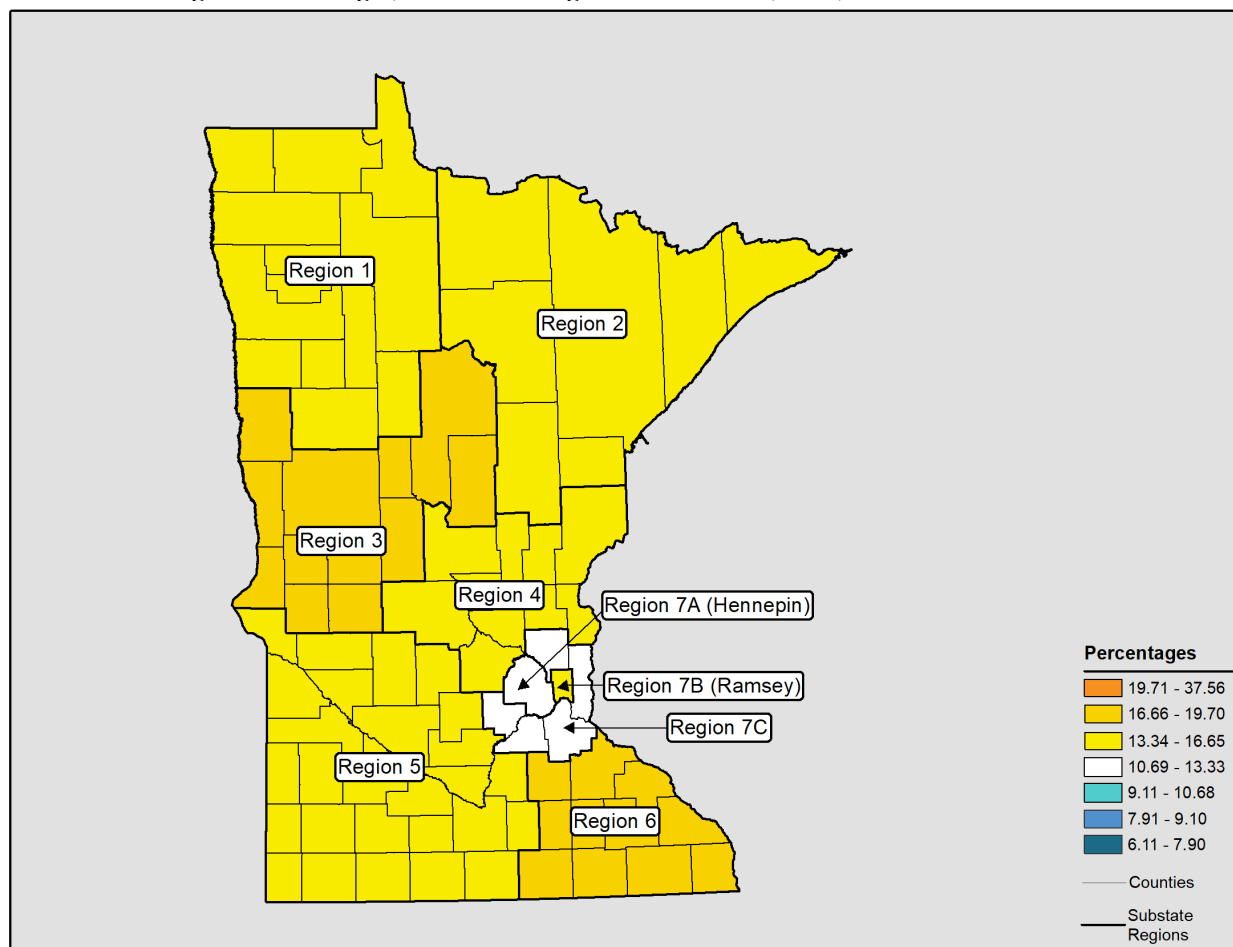 Region 1
Region 2
Region 3
Region 4
Region 7A (Hennepin)
Region 7B (Ramsey)
Region 7C
Region 5
Region 6
Percentages
19.71 - 37.56
16.66 - 19.70
13.34 - 16.65
10.69 - 13.33
9.11 - 10.68
7.91 - 9.10
6.11 - 7.90
Counties
Substate
Regions